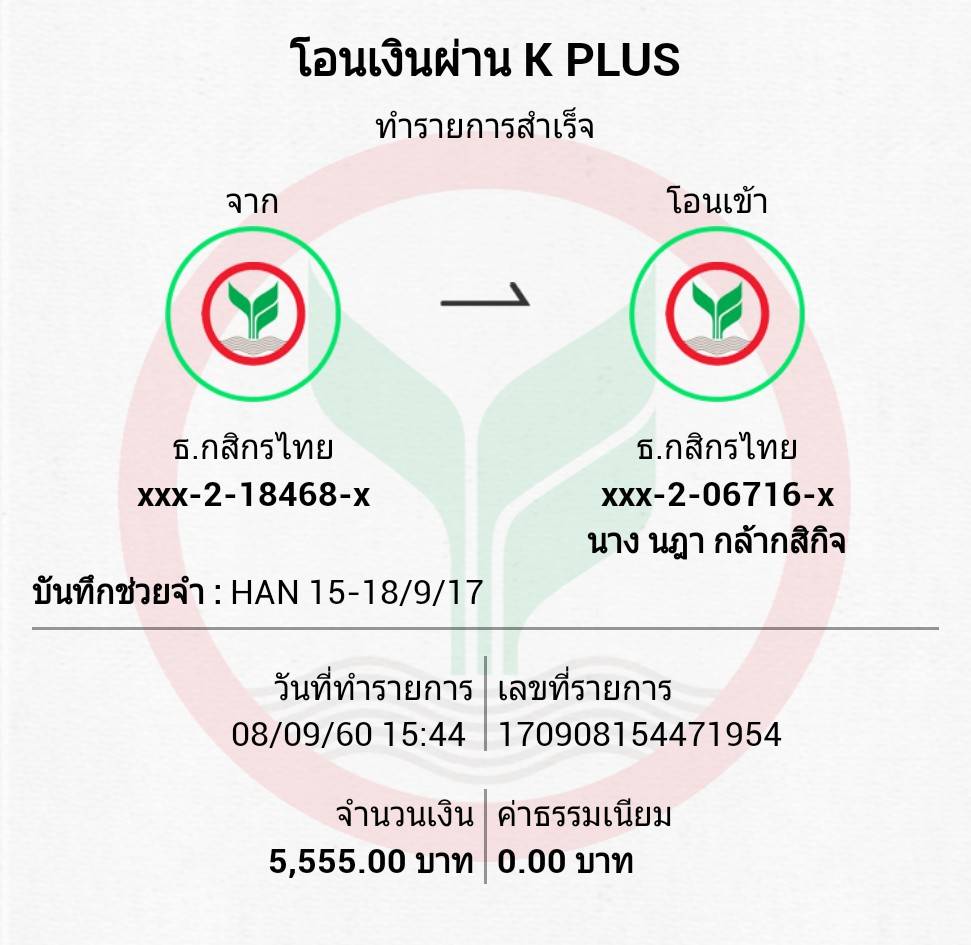 โอนเงินผ่าน K PLUS
ทำรายการสำเร็จ
จาก
โอนเข้า
ธ.กสิกรไทย
xxx-2-18468-x
ธ.กสิกรไทย
xxx-2-06716-x
นาง นฎา กล้ากสิกิจ
บันทึกช่วยจำ : HAN 15-18/9/17
วันที่ทำรายการ
08/09/60 15:44
เลขที่รายการ
170908154471954
จำนวนเงิน
5,555.00 บาท
ค่าธรรมเนียม
0.00 บาท